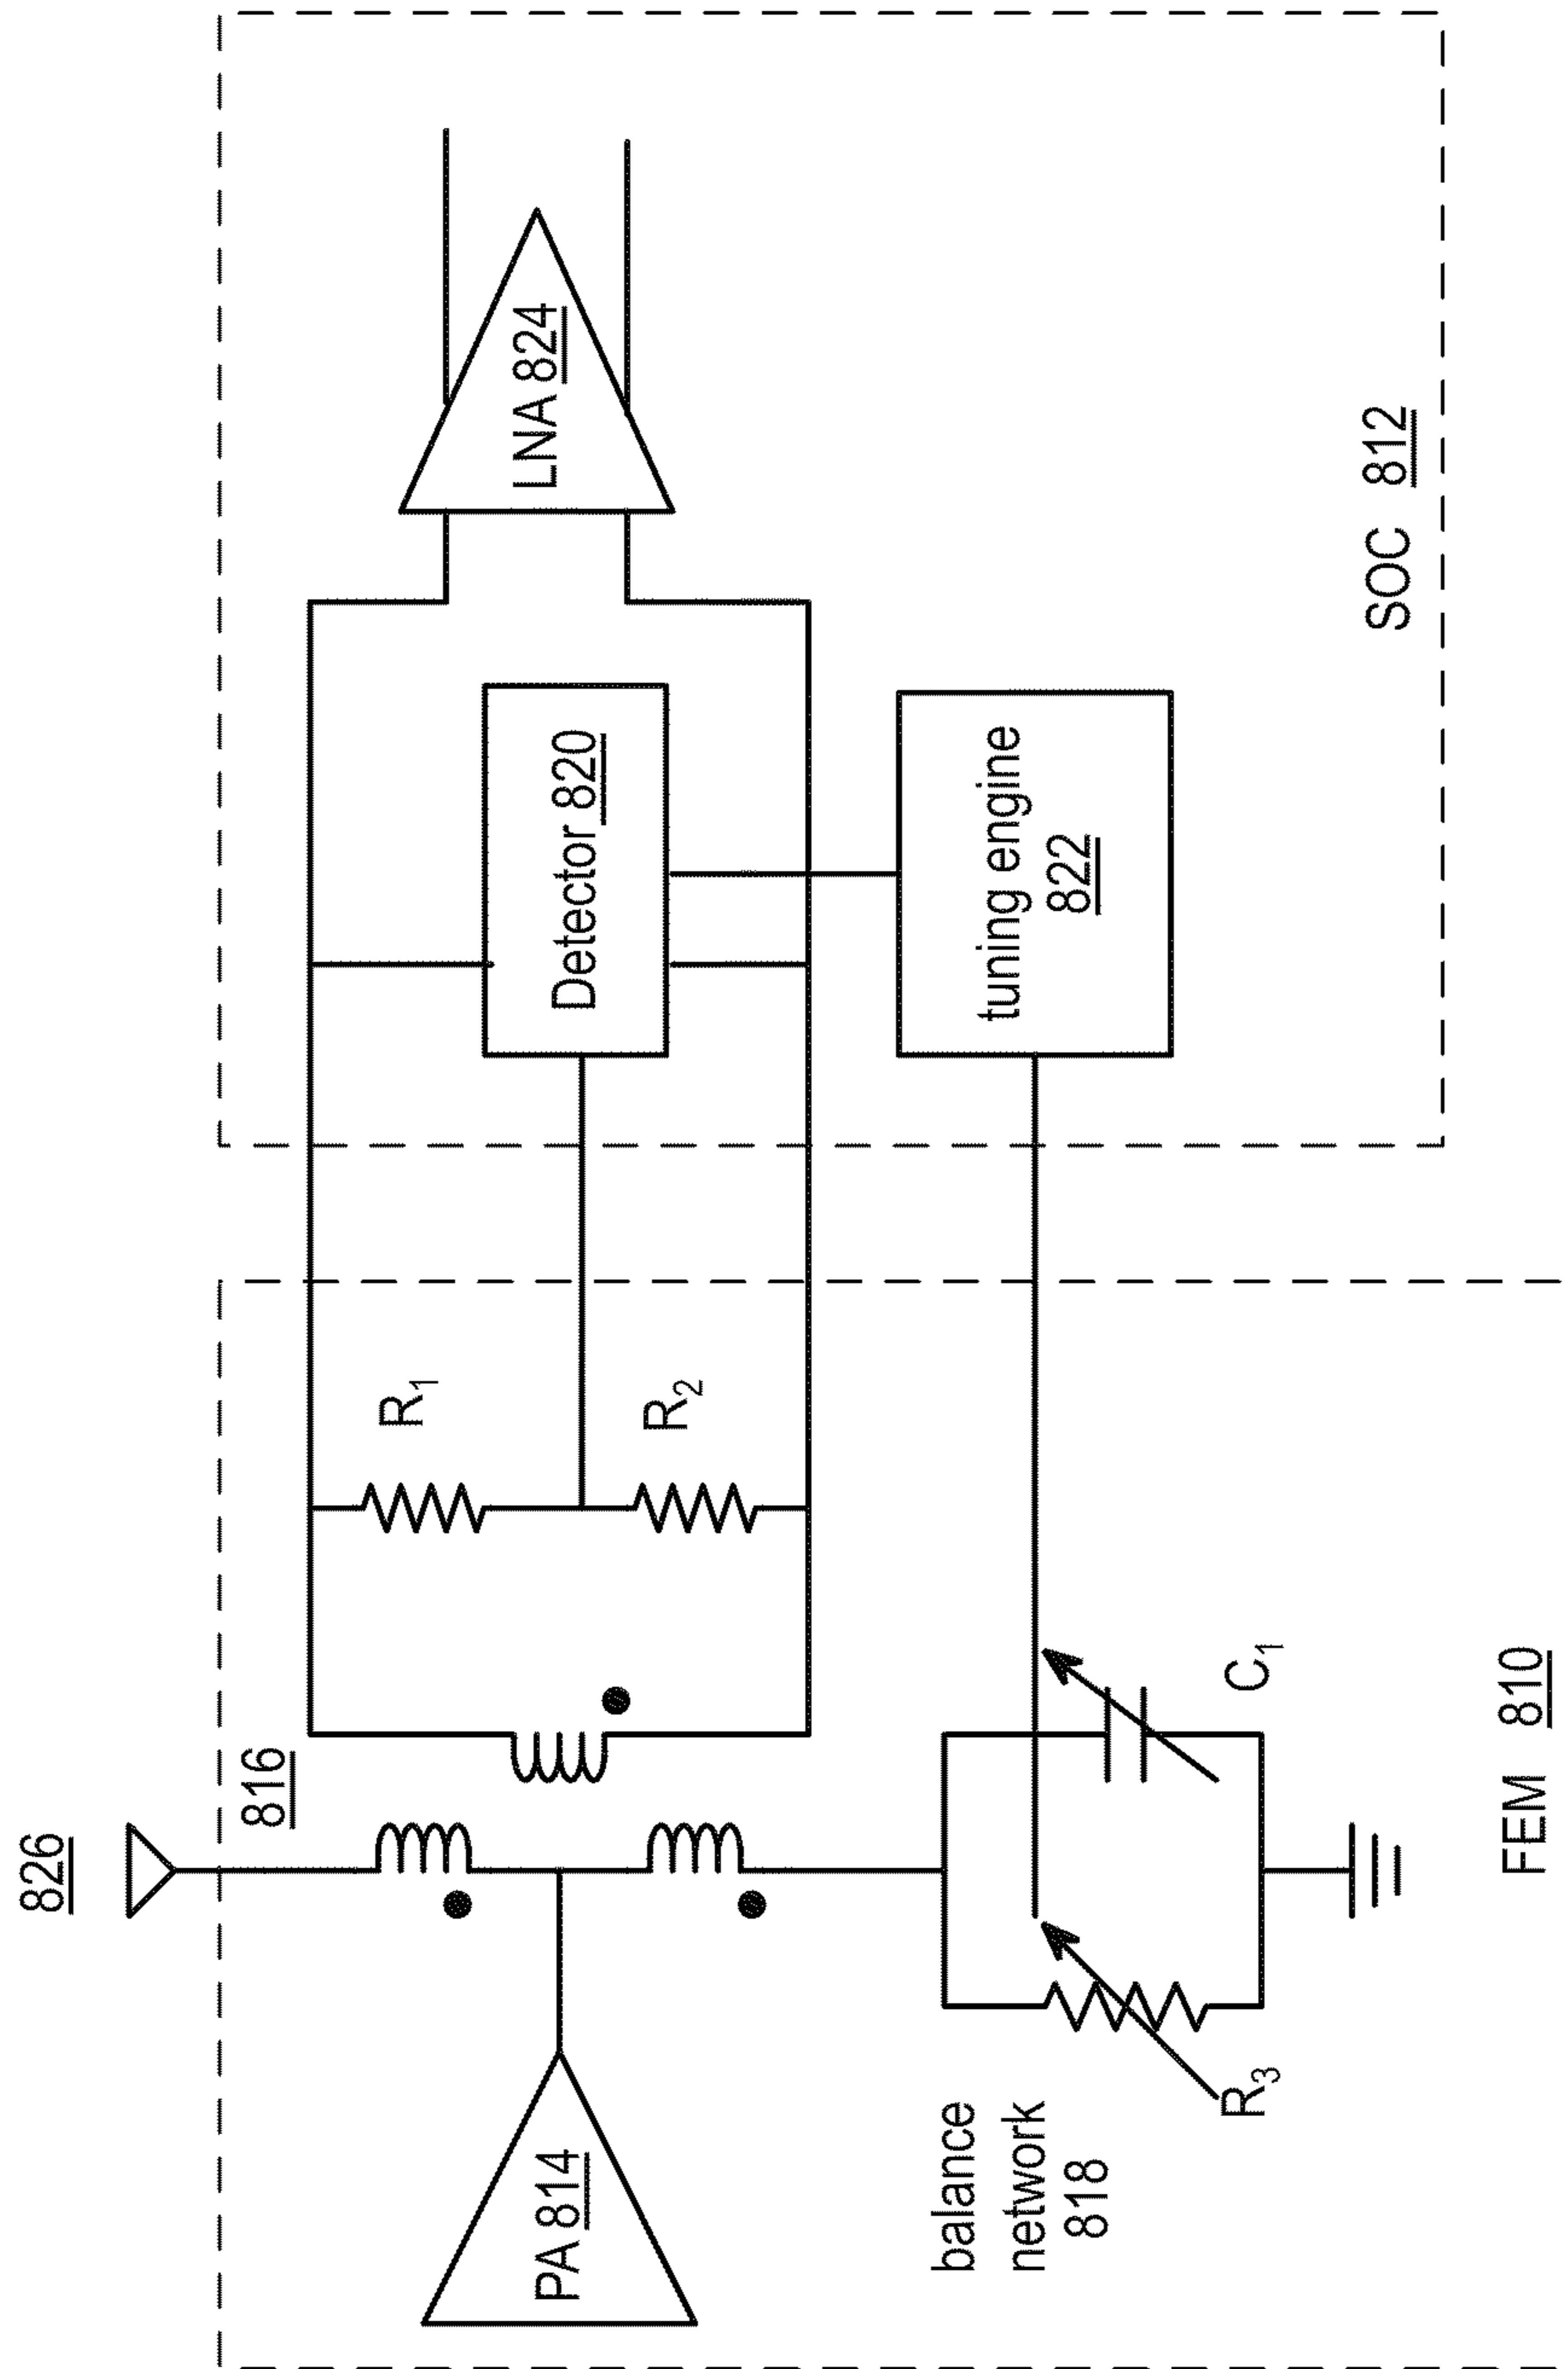 826
816
PA 814
R1
R2
Detector 820
LNA 824
balance
network
818
R3
C1
tuning engine
822
FEM 810
SOC 812